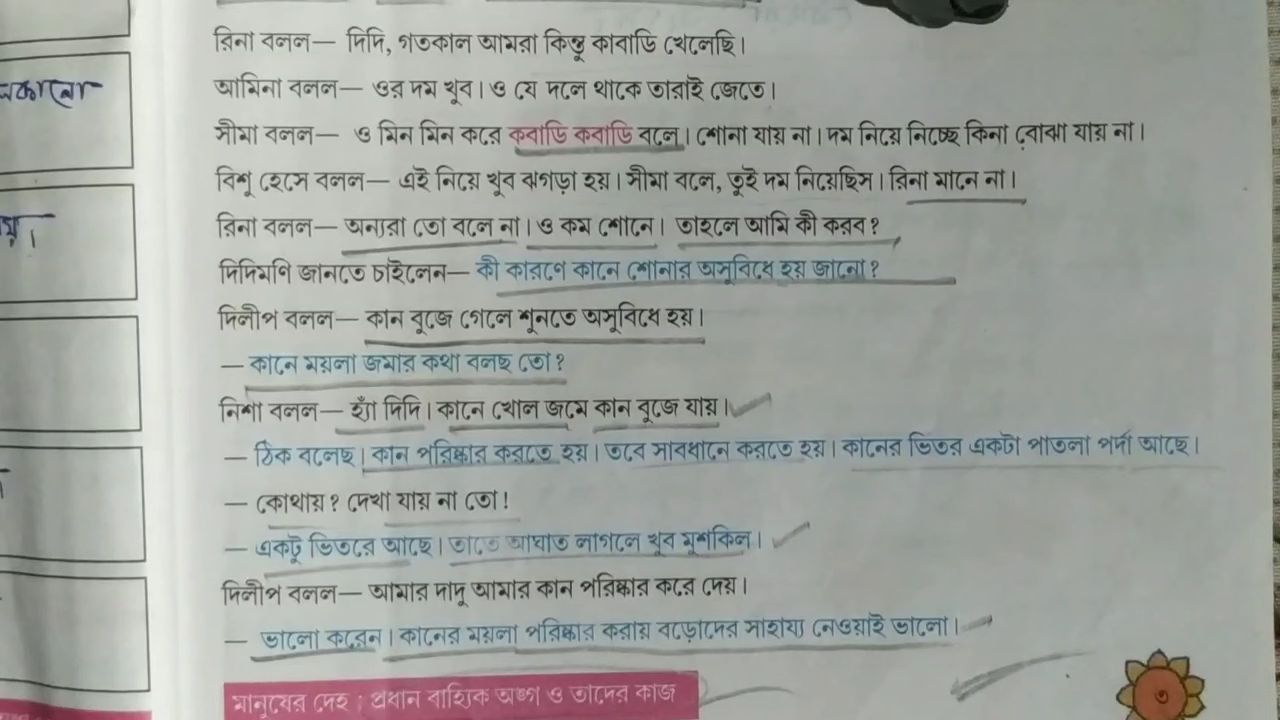 রিনা বলল— দিদি, গতকাল আমরা কিন্তু কাবাডি খেলেছি।
আমিনা বলল— ওর দম খুব। ও যে দলে থাকে তারাই জেতে।
সীমা বলল— ও মিন মিন করে কবাডি কবাডি বলে। শোনা যায় না। দম নিয়ে নিচ্ছে কিনা বোঝা যায় না।
বিশু হেসে বলল— এই নিয়ে খুব ঝগড়া হয়। সীমা বলে, তুই দম নিয়েছিস। রিনা মানে না।
রিনা বলল— অন্যরা তো বলে না। ও কম শোনে। তাহলে আমি কী করব?
দিদিমণি জানতে চাইলেন— কী কারণে কানে শোনার অসুবিধে হয় জানো?
দিলীপ বলল— কান বুজে গেলে শুনতে অসুবিধে হয়।
— কানে ময়লা জমার কথা বলছ তো?
নিশা বলল— হ্যাঁ দিদি। কানে খোল জমে কান বুজে যায়।
— ঠিক বলেছ। কান পরিষ্কার করতে হয়। তবে সাবধানে করতে হয়। কানের ভিতর একটা পাতলা পর্দা আছে।
— কোথায়? দেখা যায় না তো!
— একটু ভিতরে আছে। তাতে আঘাত লাগলে খুব মুশকিল।
দিলীপ বলল— আমার দাদু আমার কান পরিষ্কার করে দেয়।
— ভালো করেন। কানের ময়লা পরিষ্কার করায় বড়োদের সাহায্য নেওয়াই ভালো।
মানুষের দেহ : প্রধান বাহ্যিক অঙ্গ ও তাদের কাজ
৩